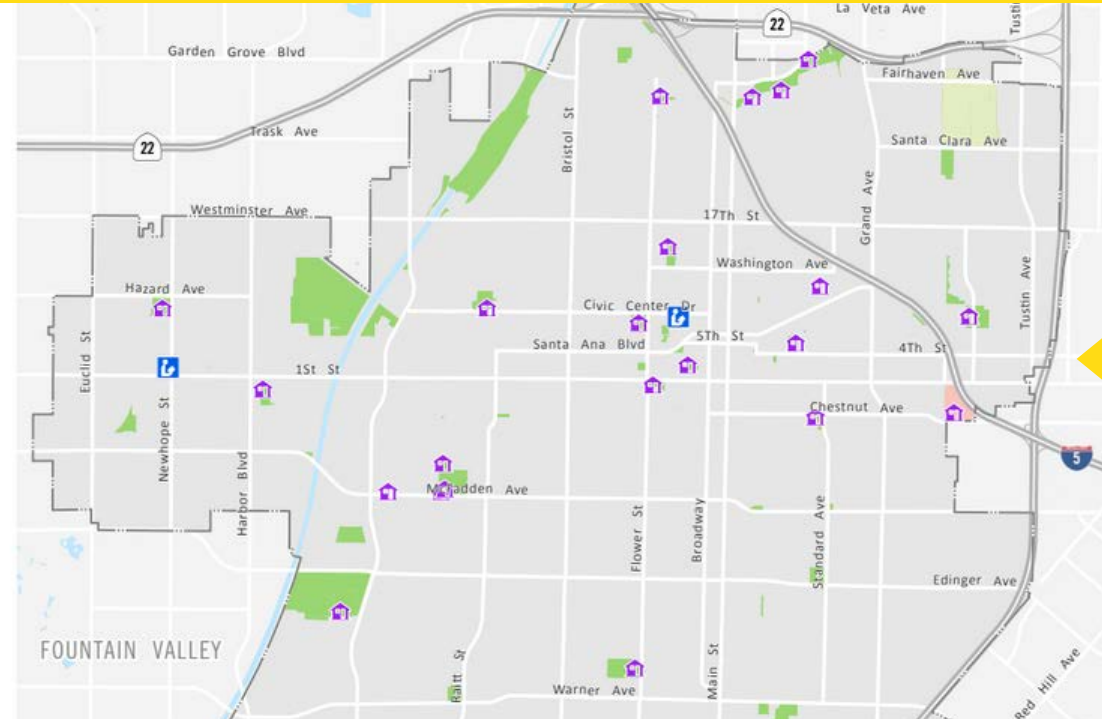 La Veta Ave
22
Garden Grove Blvd
Bristol St
Fairhaven Ave
Trask Ave
22
Santa Clara Ave
Grand Ave
Westminster Ave
17Th St
Washington Ave
Tustin Ave
Hazard Ave
Civic Center Dr
Euclid St
5Th St
Santa Ana Blvd
4Th St
1St St
Newhope St
Chestnut Ave
5
Harbor Blvd
Flower St
Broadway
Standard Ave
Edinger Ave
FOUNTAIN VALLEY
Raitt St
Main St
Warner Ave
Red Hill Ave